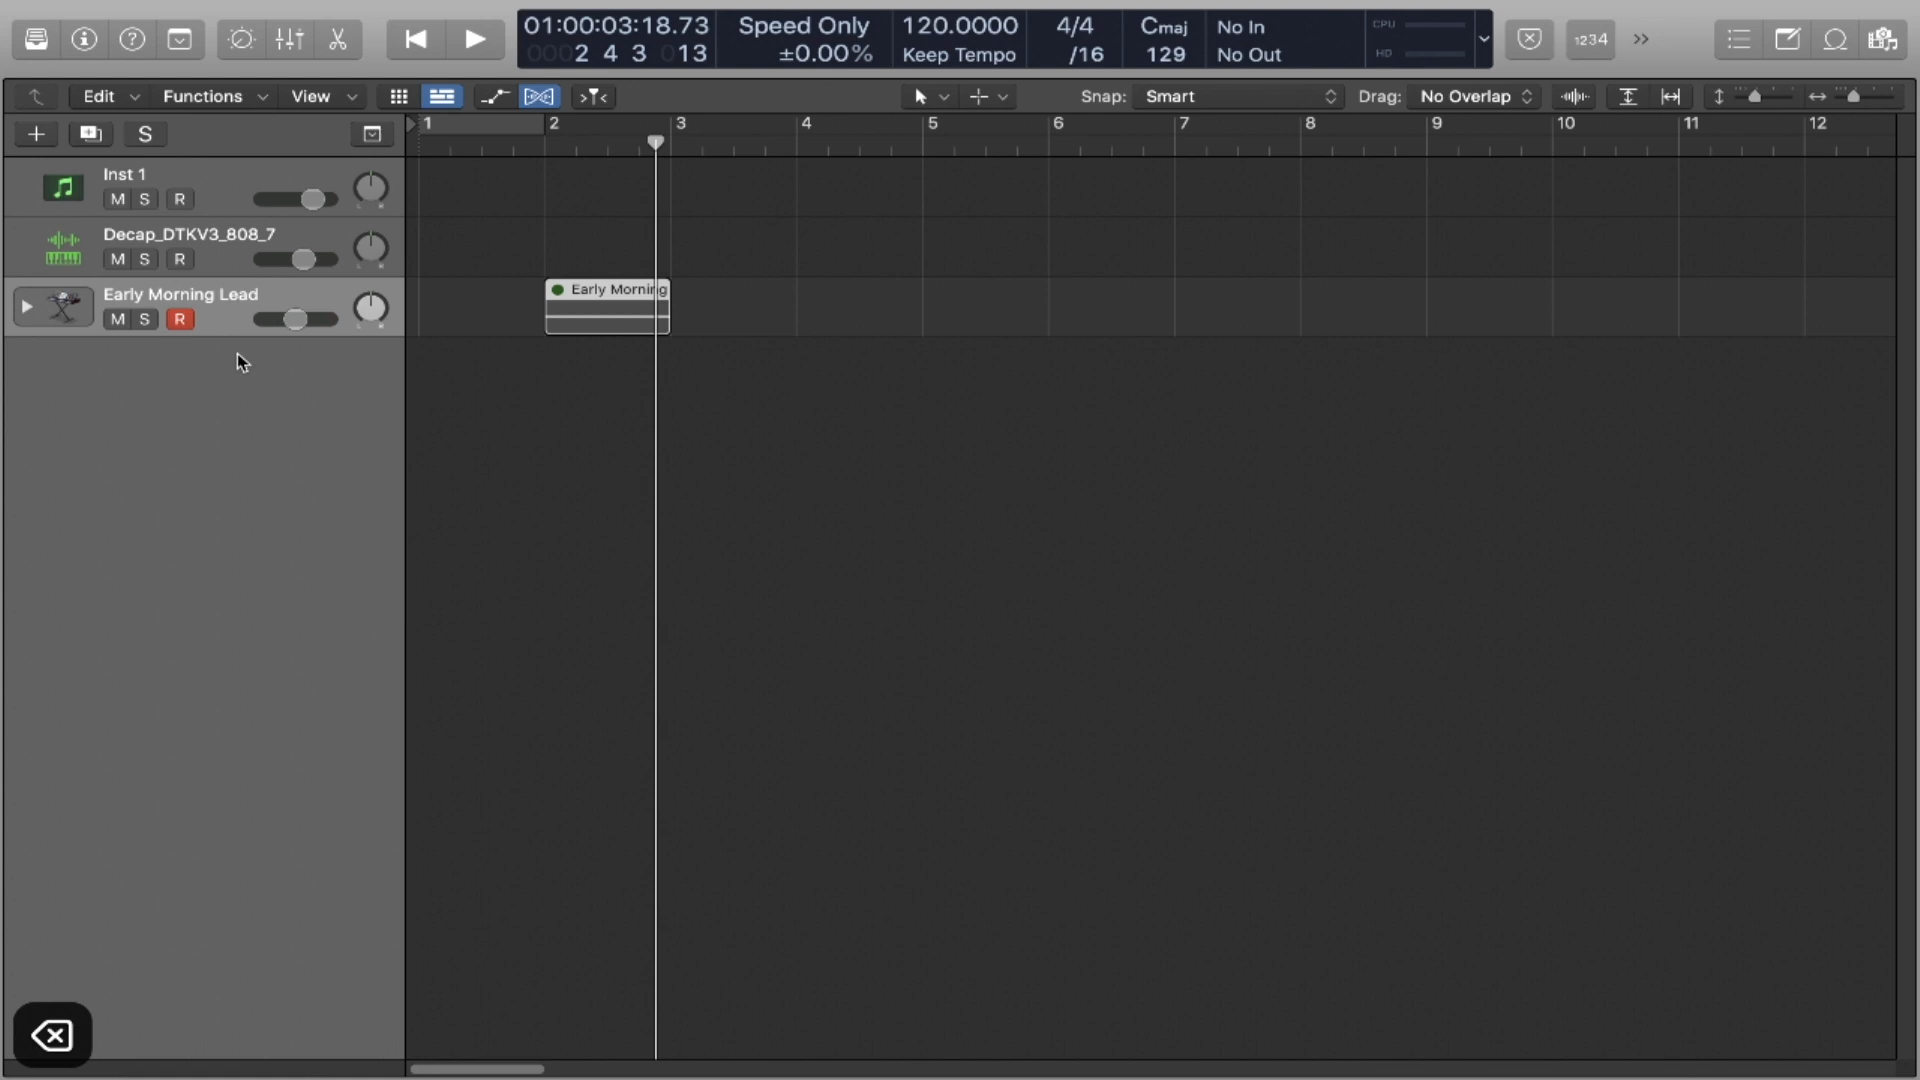 01:00:03:18.73 Speed Only 120.0000 4/4 Cmaj No In CPU
0002 4 3 013 ±0.00% Keep Tempo /16 129 No Out HD
1234
Edit Functions View Snap: Smart Drag: No Overlap
S
1 2 3 4 5 6 7 8 9 10 11 12
Inst 1
M S R
Decap_DTKV3_808_7
M S R
Early Morning Lead
M S R
Early Morning